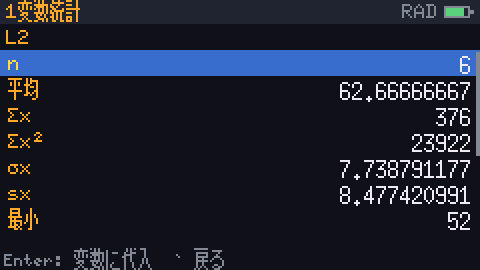 1変数統計 RAD
L2
n 6
平均 62.66666667
Σx 376
Σx² 23922
σx 7.738791177
sx 8.477420991
最小 52
Enter: 変数に代入 ` 戻る